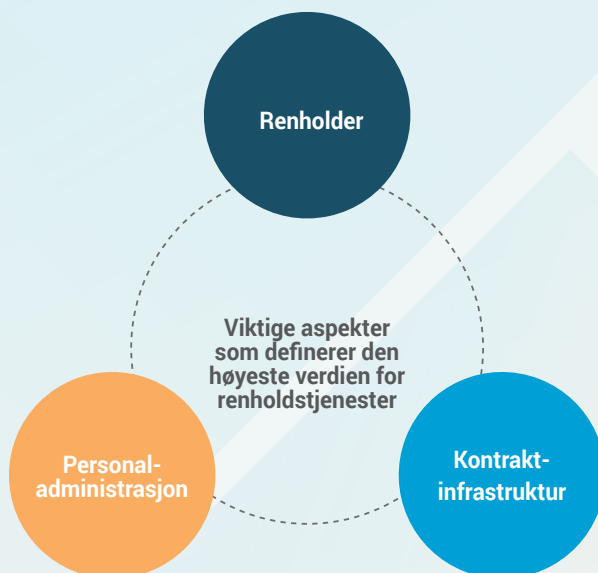 Renholder
Viktige aspekter
som definerer den
høyeste verdien for
renholdstjenester
Personal-
administrasjon
Kontrakt-
infrastruktur